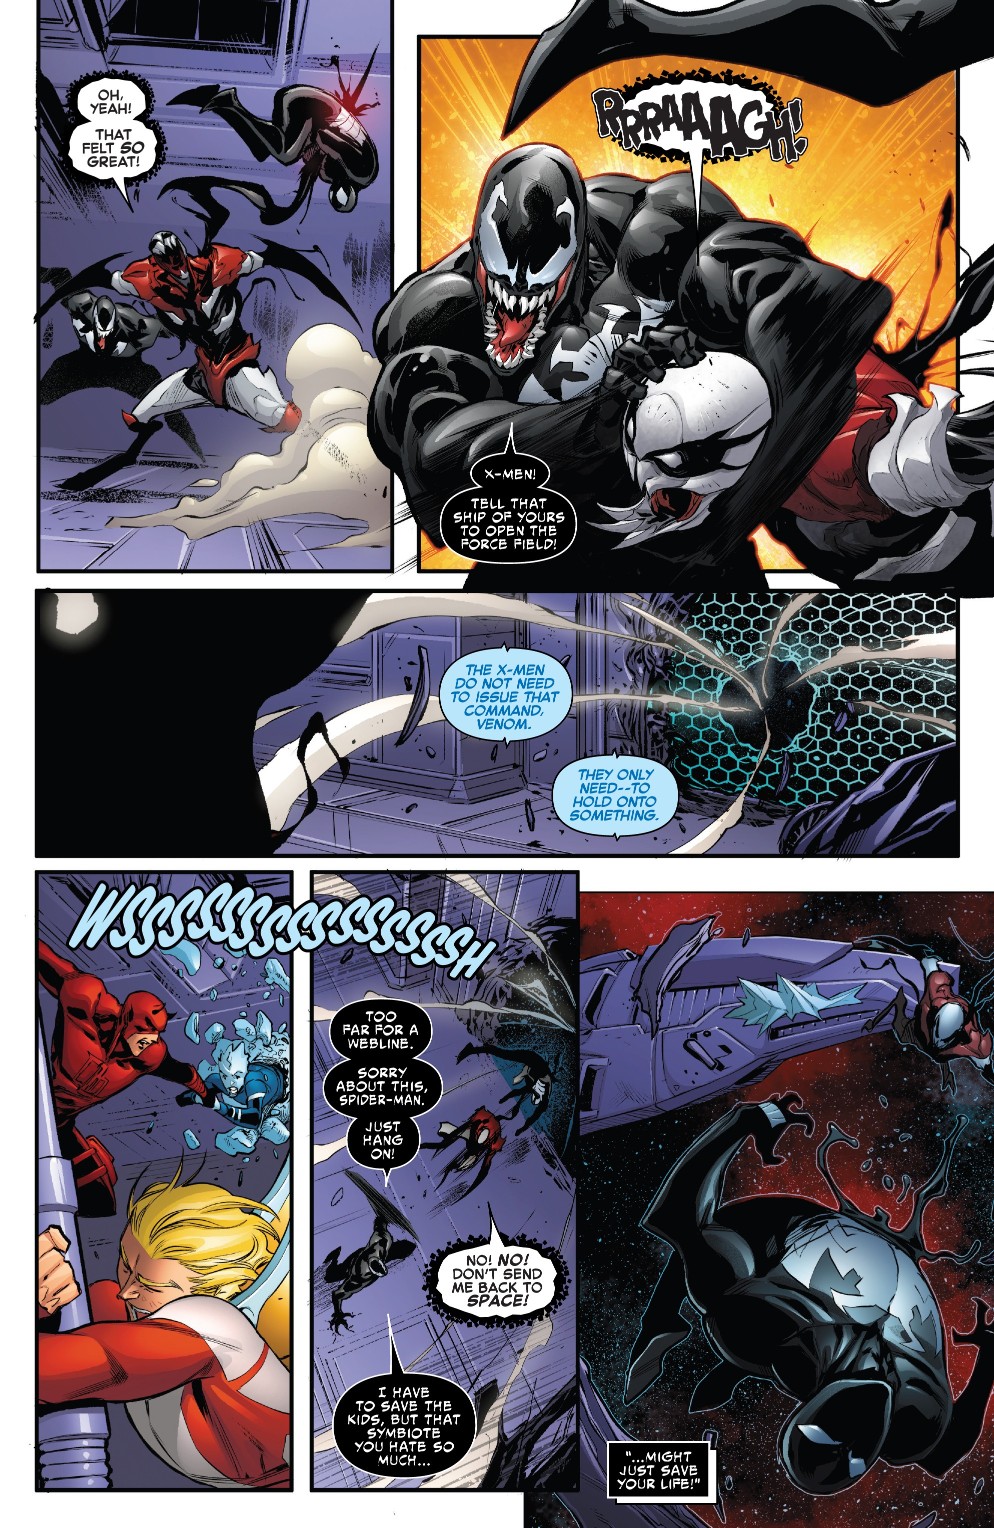 OH,
YEAH!
THAT
FELT SO
GREAT!
RRRAAAGH!
X-MEN!
TELL THAT
SHIP OF YOURS
TO OPEN THE
FORCE FIELD!
THE X-MEN
DO NOT NEED
TO ISSUE THAT
COMMAND,
VENOM.
THEY ONLY
NEED--TO
HOLD ONTO
SOMETHING.
WSSSSSSSSSSSSSSSH
TOO
FAR FOR A
WEBLINE.
SORRY
ABOUT THIS,
SPIDER-MAN.
JUST
HANG
ON!
NO! NO!
DON'T SEND
ME BACK TO
SPACE!
I HAVE
TO SAVE THE
KIDS, BUT THAT
SYMBIOTE
YOU HATE SO
MUCH...
"...MIGHT
JUST SAVE
YOUR LIFE!"